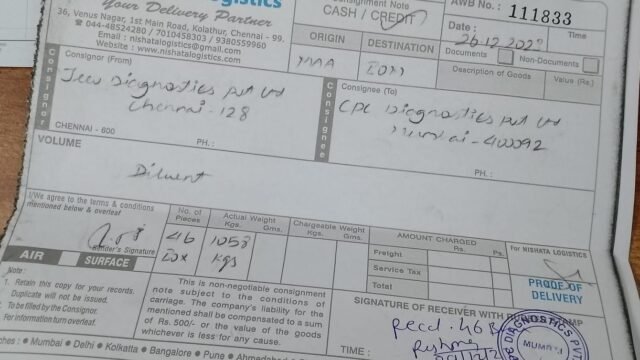 Logistics
Your Delivery Partner
36, Venus Nagar, 1st Main Road, Kolathur, Chennai - 99.
☎ 044-48524280 / 7010458303 / 9380559960
Email : nishatalogistics@gmail.com
Website : www.nishatalogistics.com
Consignment Note
CASH / CREDIT
ORIGIN
DESTINATION
MAA
BOM
AWB No. : 111833
Date :
Time
26.12.202
Documents
Non-Documents
Description of Goods
Value (Rs.)
Consignor
Consignor (From)
Diagnostics Pvt Ltd
Chennai - 128
CHENNAI - 600
PH. :
Consignee
Consignee (To)
CPC Diagnostics Pvt Ltd
Mumbai - 400092
PH. :
VOLUME
Diluent
I/We agree to the terms & conditions
mentioned below & overleaf
Sender's Signature
AIR
SURFACE
No. of Pieces
46
Box
Actual Weight
Kgs.
Gms.
1058
Kgs
Chargeable Weight
Kgs.
Gms.
AMOUNT CHARGED
Rs.
Ps.
Freight
Service Tax
Total
For NISHATA LOGISTICS
PROOF OF
DELIVERY
Note :
1. Retain this copy for your records.
Duplicate will not be issued.
2. To be filled by the Consignor.
For information turn overleaf.
This is non-negotiable consignment
note subject to the conditions of
carriage. The company's liability for
the above
mentioned shall be compensated to a sum
of Rs. 500/- or the value of the goods
whichever is less for any cause.
SIGNATURE OF RECEIVER WITH
STAMP
TIME :
Recd : 46 B
DIAGNOSTICS PVT
MUMBAI
• Mumbai • Delhi • Kolkatta • Bangalore • Pune • Ahmedabad